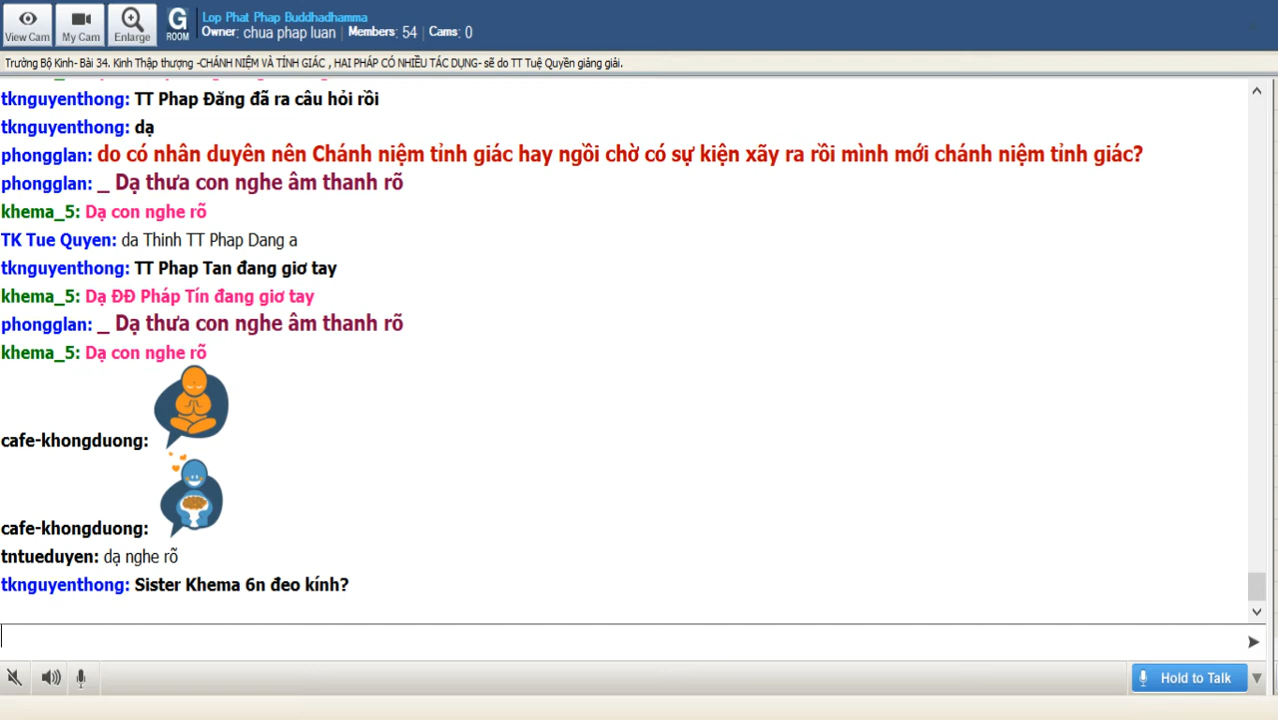 View Cam
My Cam
Enlarge
G
ROOM
Lop Phat Phap Buddhadhamma
Owner: chua phap luan | Members: 54 | Cams: 0
Trường Bộ Kinh- Bài 34. Kinh Thập thượng -CHÁNH NIỆM VÀ TỈNH GIÁC , HAI PHÁP CÓ NHIỀU TÁC DỤNG- sẽ do TT Tuệ Quyền giảng giải.
tknguyenthong: TT Phap Đăng đã ra câu hỏi rồi
tknguyenthong: dạ
phongglan: do có nhân duyên nên Chánh niệm tỉnh giác hay ngồi chờ có sự kiện xãy ra rồi mình mới chánh niệm tỉnh giác?
phongglan: _ Dạ thưa con nghe âm thanh rõ
khema_5: Dạ con nghe rõ
TK Tue Quyen: da Thinh TT Phap Dang a
tknguyenthong: TT Phap Tan đang giơ tay
khema_5: Dạ ĐĐ Pháp Tín đang giơ tay
phongglan: _ Dạ thưa con nghe âm thanh rõ
khema_5: Dạ con nghe rõ
cafe-khongduong:
cafe-khongduong:
tntueduyen: dạ nghe rõ
tknguyenthong: Sister Khema 6n đeo kính?
Hold to Talk